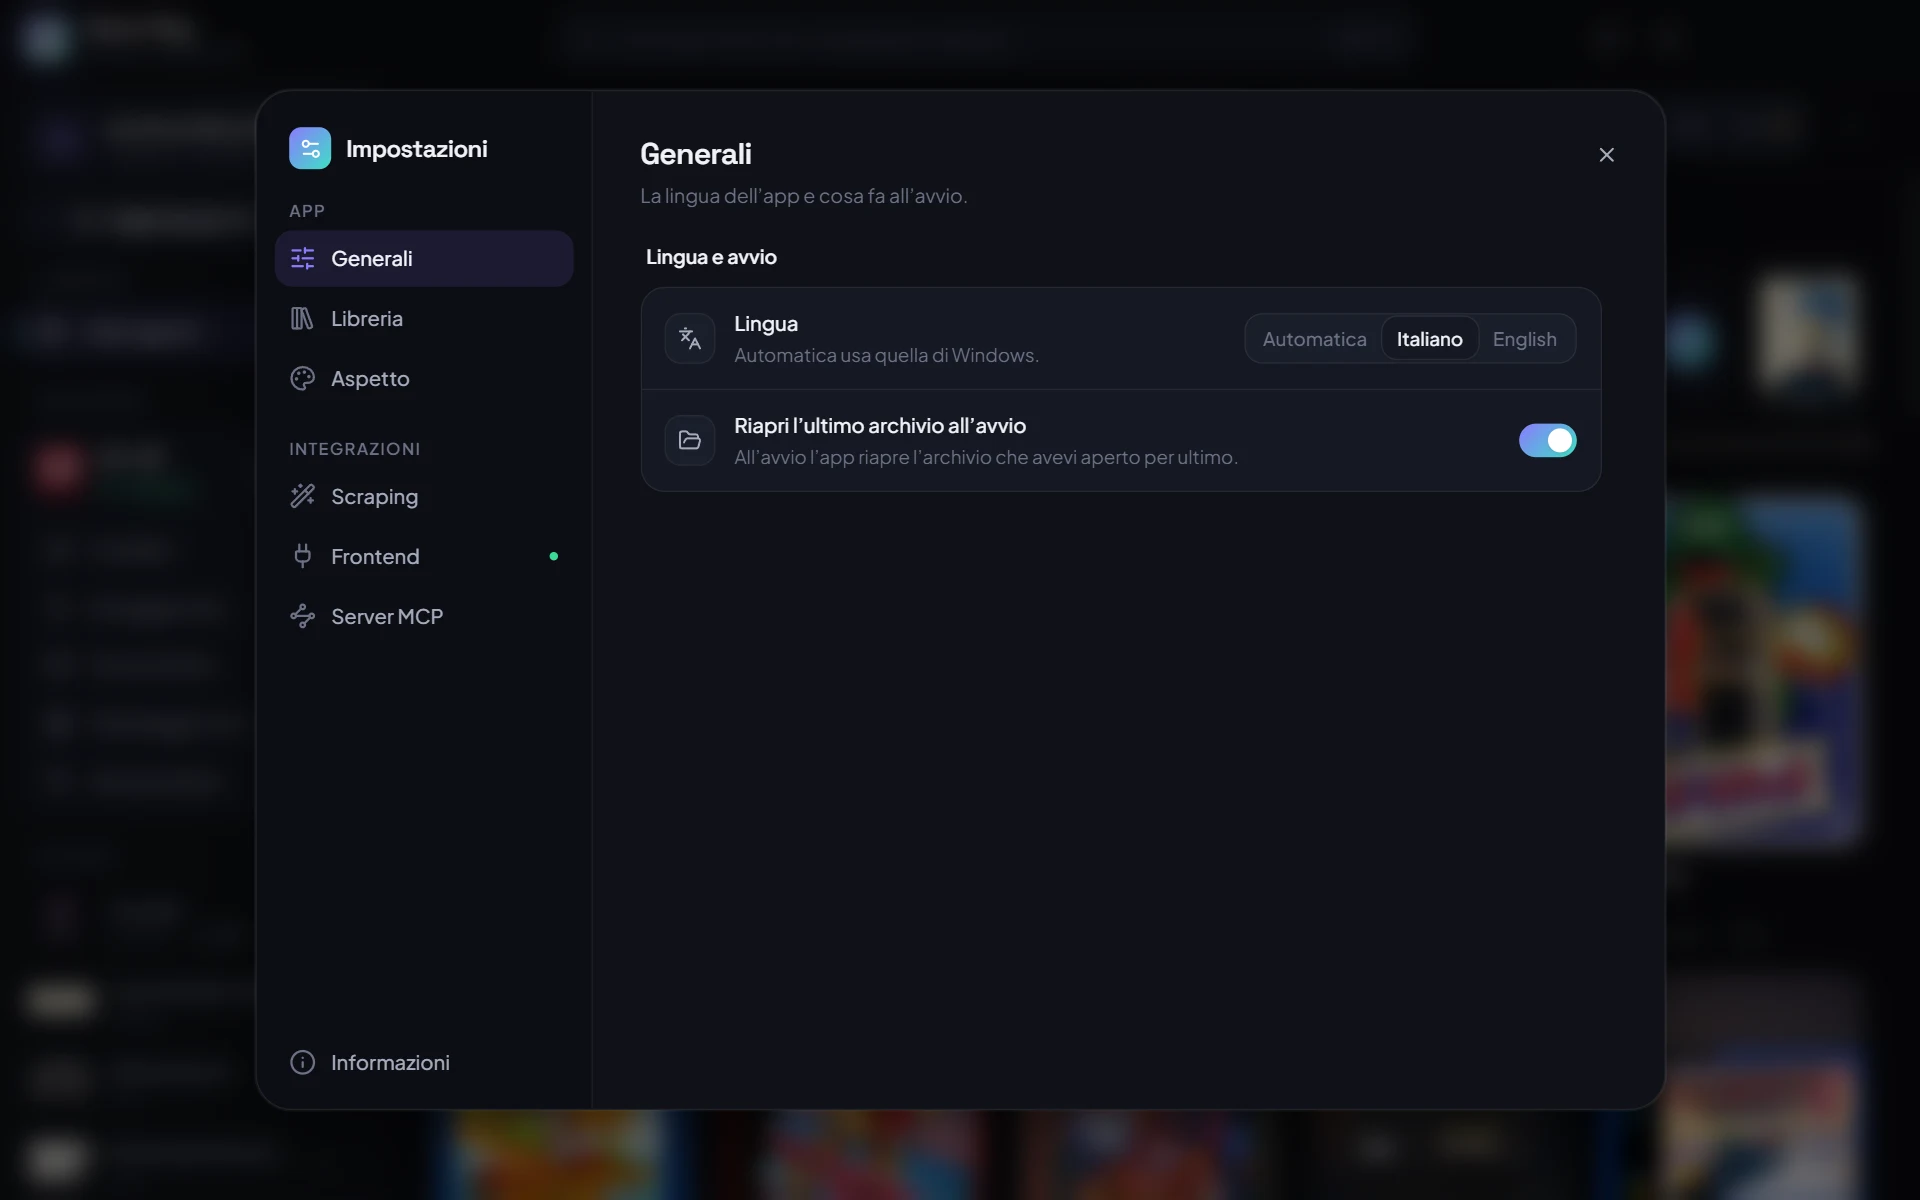 Impostazioni
APP
Generali
Libreria
Aspetto
INTEGRAZIONI
Scraping
Frontend
Server MCP
Informazioni
Generali
La lingua dell’app e cosa fa all’avvio.
Lingua e avvio
Lingua
Automatica usa quella di Windows.
Automatica Italiano English
Riapri l’ultimo archivio all’avvio
All’avvio l’app riapre l’archivio che avevi aperto per ultimo.